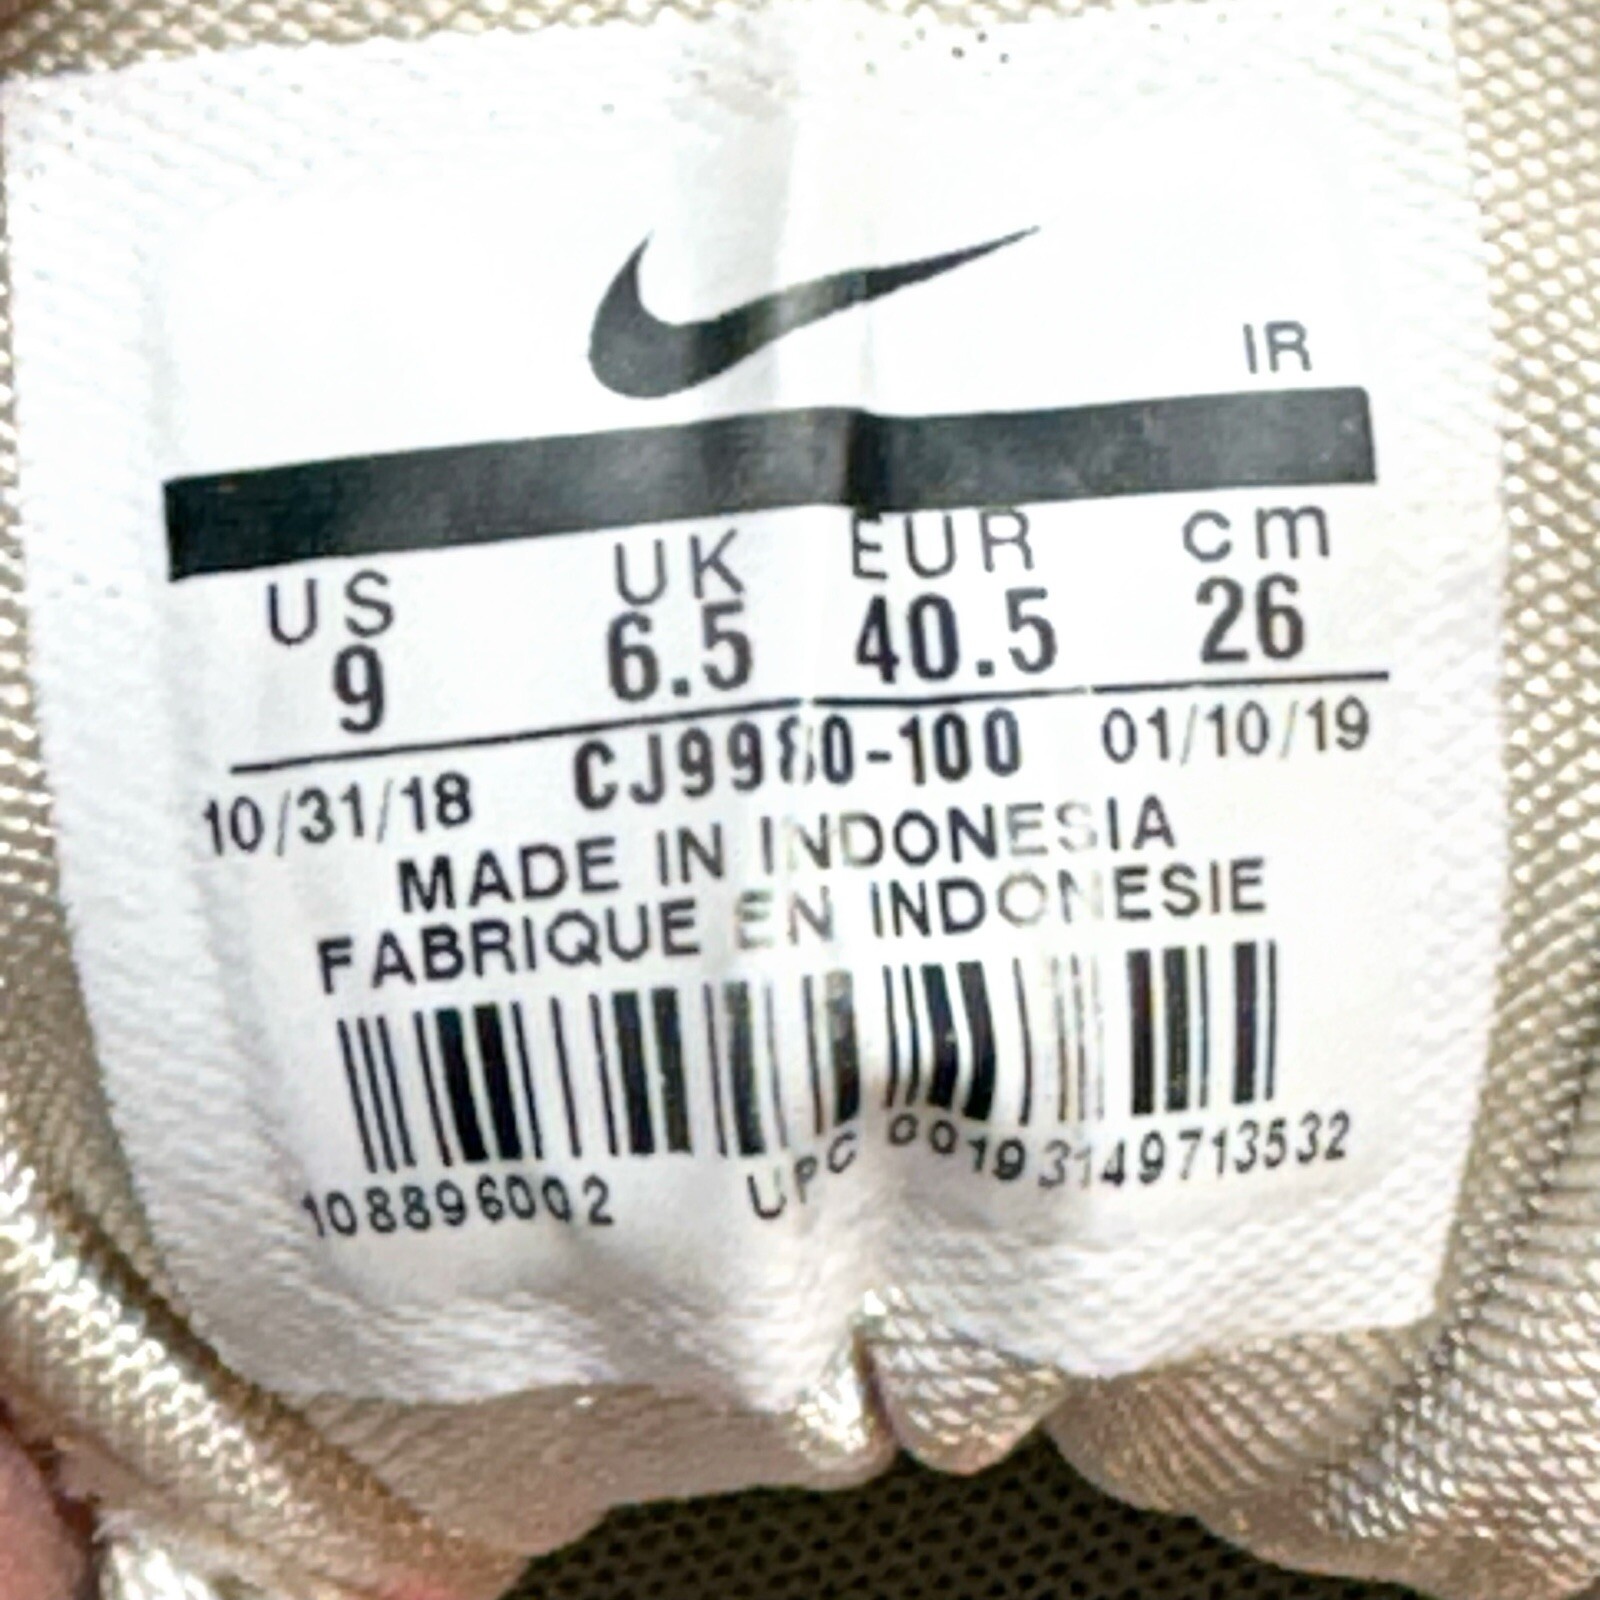 IR
US UK EUR cm
9 6.5 40.5 26
10/31/18 CJ9980-100 01/10/19
MADE IN INDONESIA
FABRIQUE EN INDONESIE
108896002 UPC 00193149713532